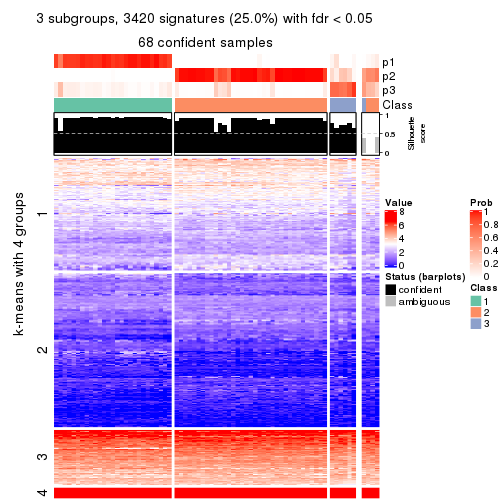 3 subgroups, 3420 signatures (25.0%) with fdr < 0.05
68 confident samples
p1
p2
p3
Class
1
0.5
0
Silhouette
score
k-means with 4 groups
1
2
3
4
Value
8
6
4
2
0
Status (barplots)
confident
ambiguous
Prob
1
0.8
0.6
0.4
0.2
0
Class
1
2
3